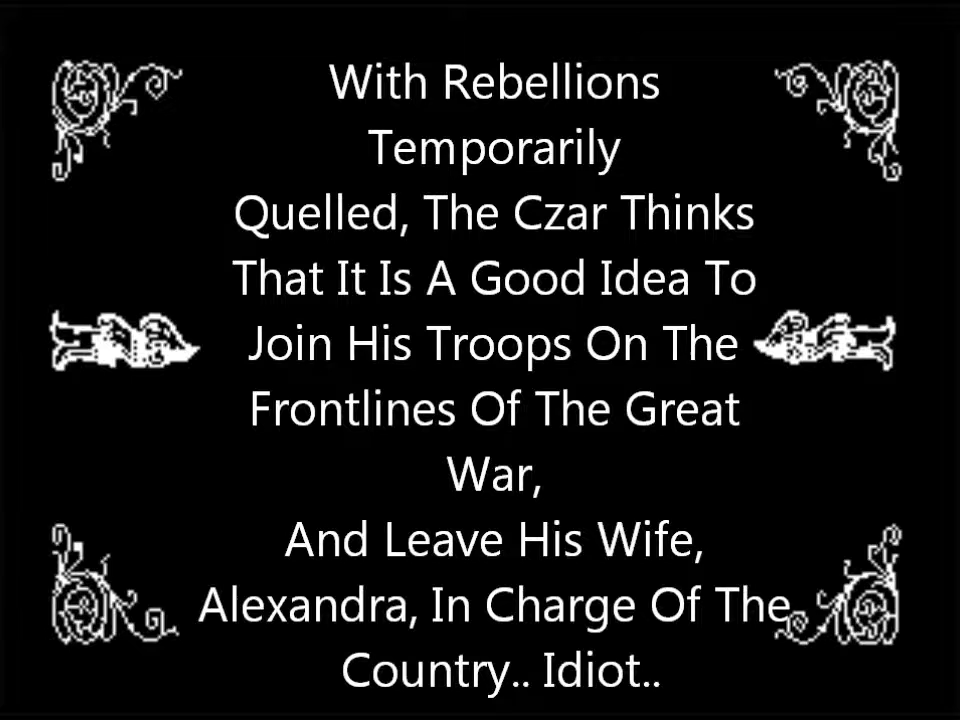 With Rebellions
Temporarily
Quelled, The Czar Thinks
That It Is A Good Idea To
Join His Troops On The
Frontlines Of The Great
War,
And Leave His Wife,
Alexandra, In Charge Of The
Country.. Idiot..